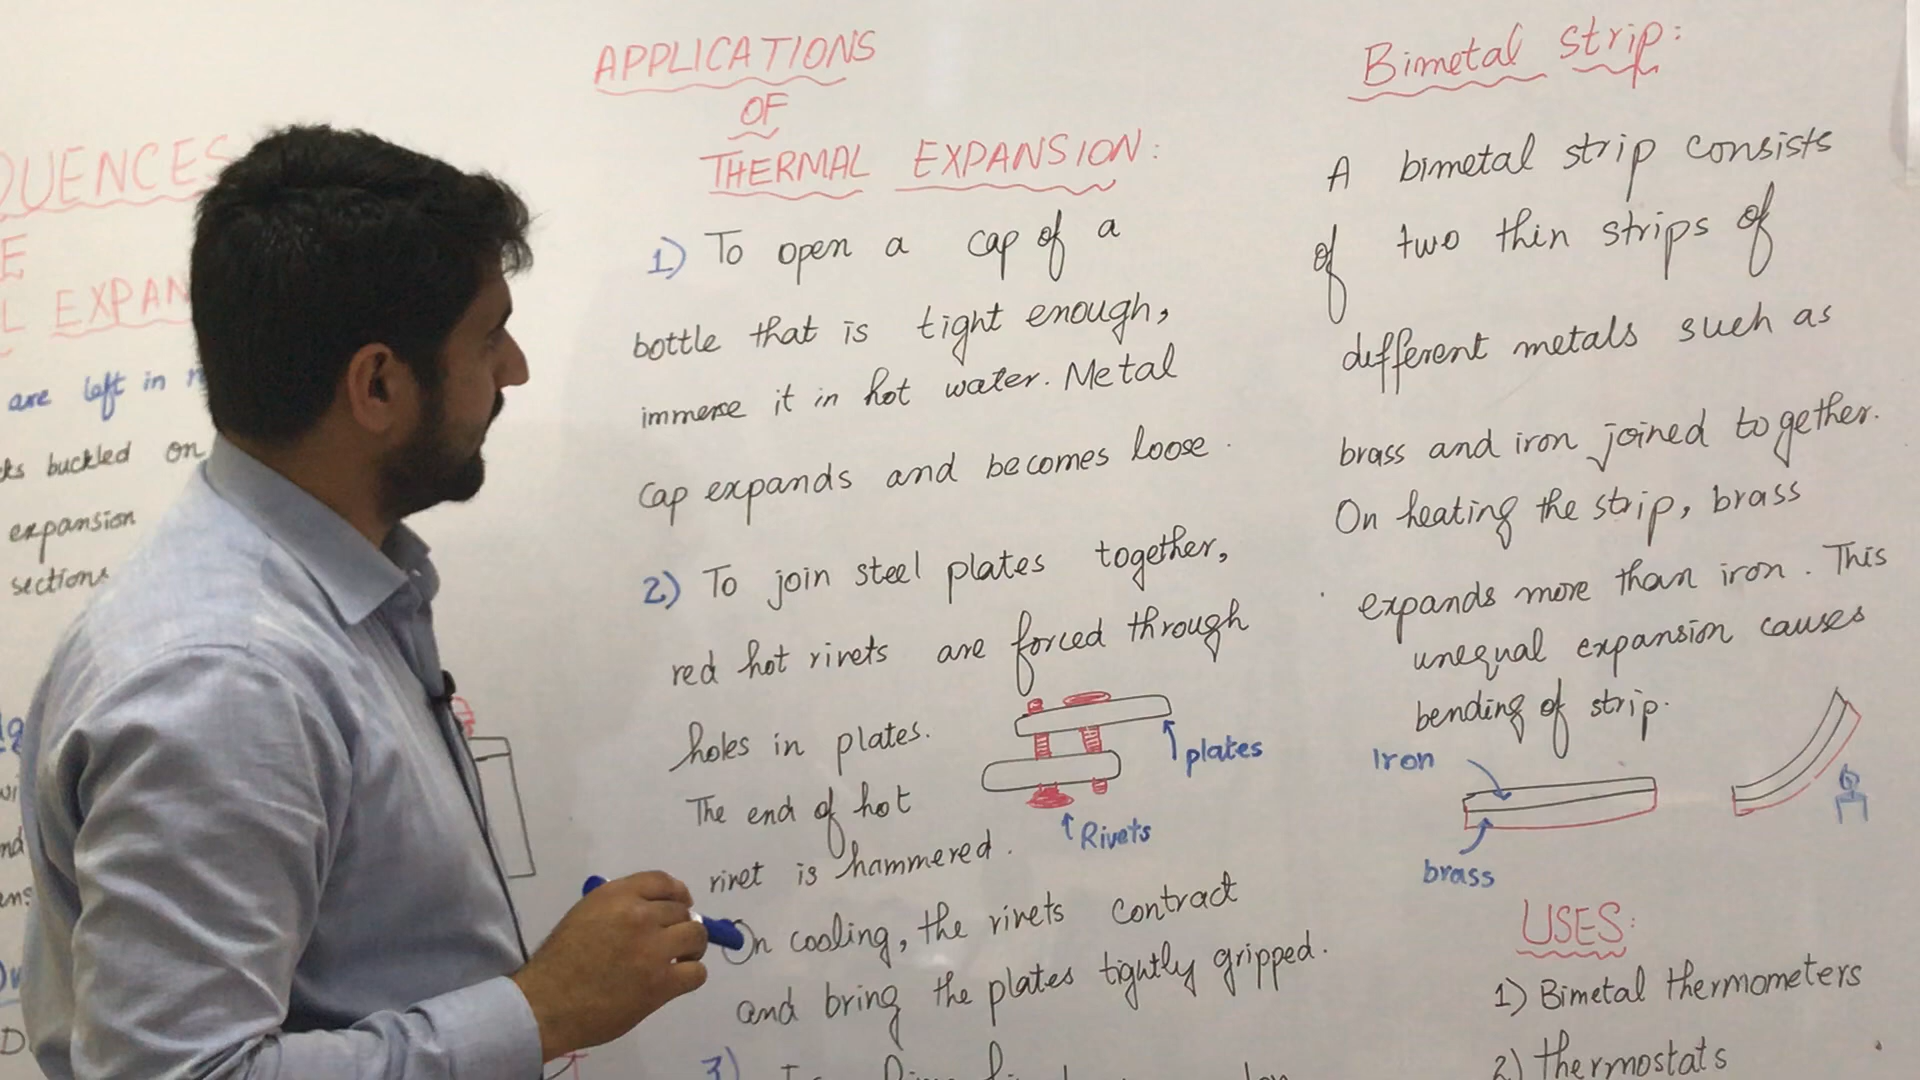 QUENCES
E
L EXPAN
are left in
buckled on
expansion
sections
APPLICATIONS
OF
THERMAL EXPANSION:
1) To open a cap of a
bottle that is tight enough,
immerse it in hot water. Metal
cap expands and becomes loose.
2) To join steel plates together,
red hot rivets are forced through
holes in plates.
The end of hot
rivet is hammered.
On cooling, the rivets contract
and bring the plates tightly gripped.
3)
plates
Rivets
Bimetal strip:
A bimetal strip consists
of two thin strips of
different metals such as
brass and iron joined together.
On heating the strip, brass
expands more than iron. This
unequal expansion causes
bending of strip.
Iron
brass
USES:
1) Bimetal thermometers
2) thermostats